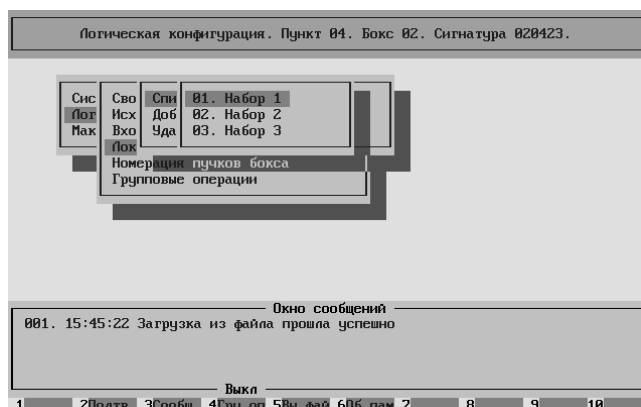 Логическая конфигурация. Пункт 04. Бокс 02. Сигнатура 020423.
Сис Сво Спи 01. Набор 1
Лог Исх Доб 02. Набор 2
Мак Вхо Уда 03. Набор 3
Лок
Номерация пучков бокса
Групповые операции
Окно сообщений
001. 15:45:22 Загрузка из файла прошла успешно
Выкл
1 2Подтв 3Сообщ 4Гру оп 5Вы фай 6Об пам 7 8 9 10